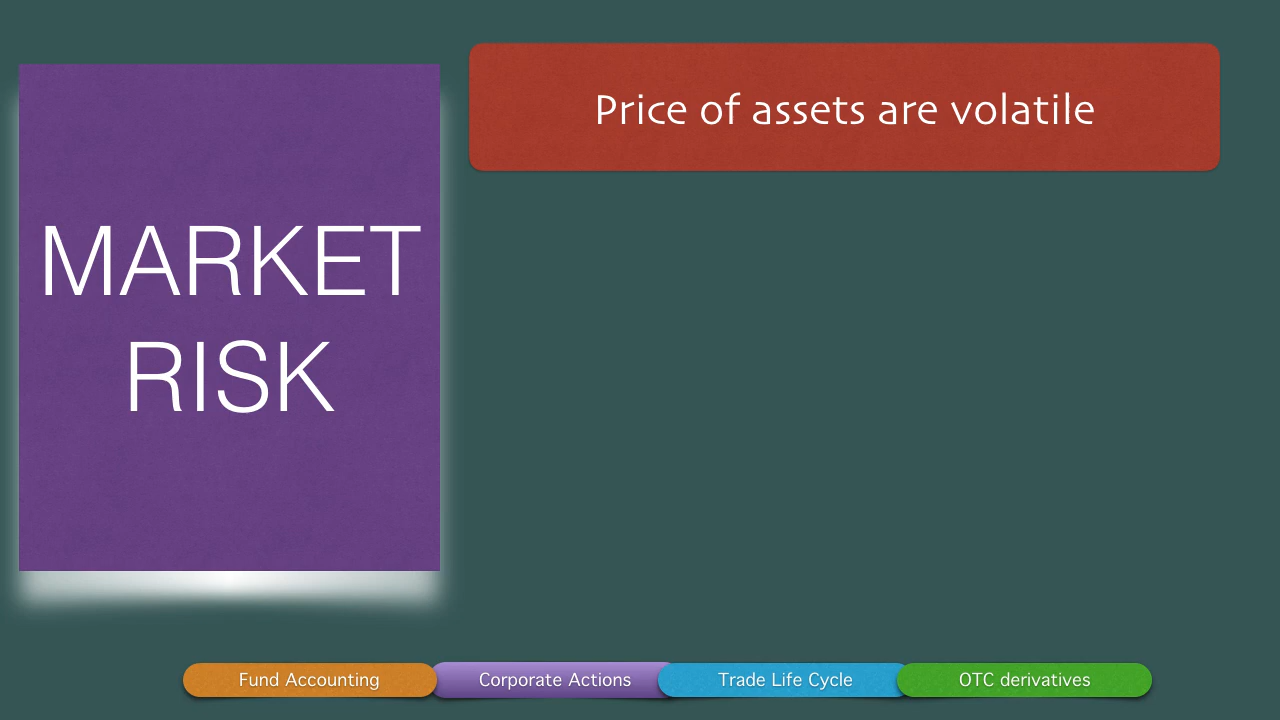 MARKET
RISK
Price of assets are volatile
Fund Accounting
Corporate Actions
Trade Life Cycle
OTC derivatives